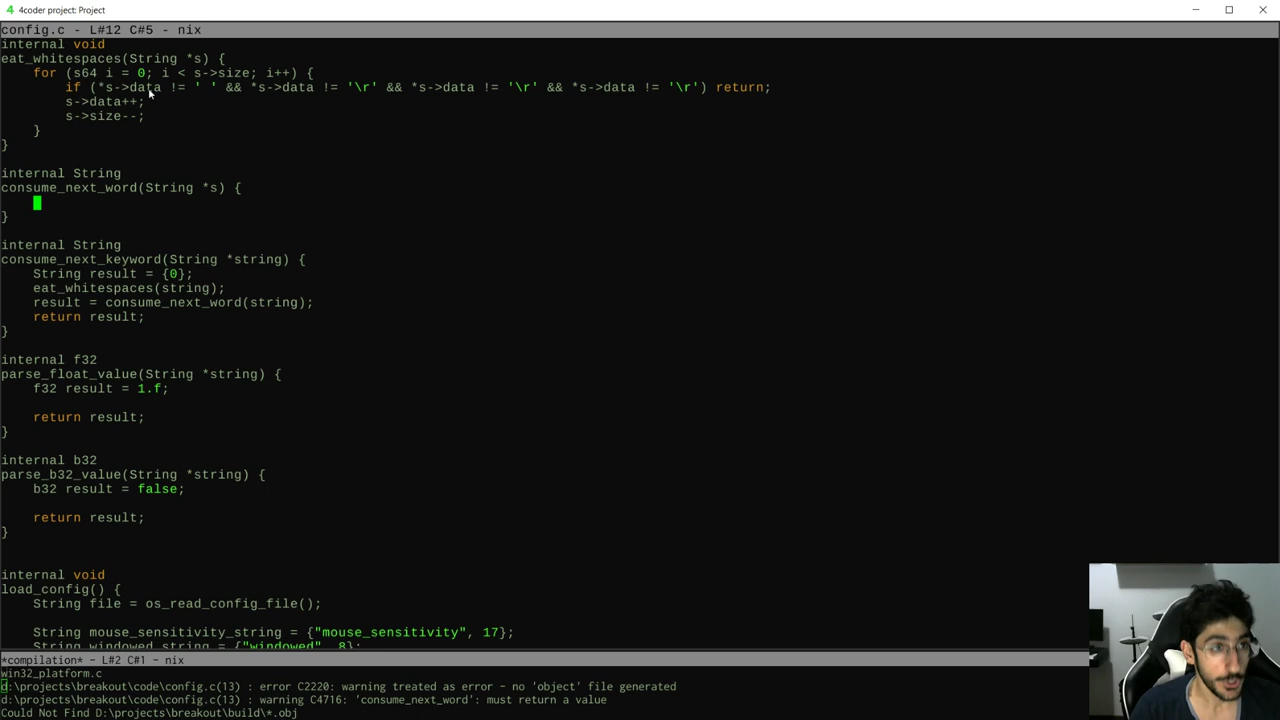 4coder project: Project
config.c - L#12 C#5 - nix
internal void
eat_whitespaces(String *s) {
    for (s64 i = 0; i < s->size; i++) {
        if (*s->data != ' ' && *s->data != '\r' && *s->data != '\r' && *s->data != '\r') return;
        s->data++;
        s->size--;
    }
}
internal String
consume_next_word(String *s) {
}
internal String
consume_next_keyword(String *string) {
    String result = {0};
    eat_whitespaces(string);
    result = consume_next_word(string);
    return result;
}
internal f32
parse_float_value(String *string) {
    f32 result = 1.f;
    return result;
}
internal b32
parse_b32_value(String *string) {
    b32 result = false;
    return result;
}
internal void
load_config() {
    String file = os_read_config_file();
    String mouse_sensitivity_string = {"mouse_sensitivity", 17};
    String windowed_string = {"windowed", 8};
*compilation* - L#2 C#1 - nix
win32_platform.c
d:\projects\breakout\code\config.c(13) : error C2220: warning treated as error - no 'object' file generated
d:\projects\breakout\code\config.c(13) : warning C4716: 'consume_next_word': must return a value
Could Not Find D:\projects\breakout\build\*.obj